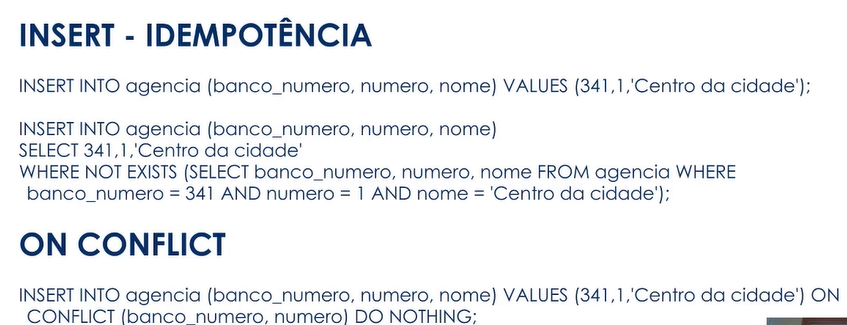 INSERT - IDEMPOTÊNCIA
INSERT INTO agencia (banco_numero, numero, nome) VALUES (341,1,'Centro da cidade');
INSERT INTO agencia (banco_numero, numero, nome)
SELECT 341,1,'Centro da cidade'
WHERE NOT EXISTS (SELECT banco_numero, numero, nome FROM agencia WHERE
banco_numero = 341 AND numero = 1 AND nome = 'Centro da cidade');
ON CONFLICT
INSERT INTO agencia (banco_numero, numero, nome) VALUES (341,1,'Centro da cidade') ON
CONFLICT (banco_numero, numero) DO NOTHING;